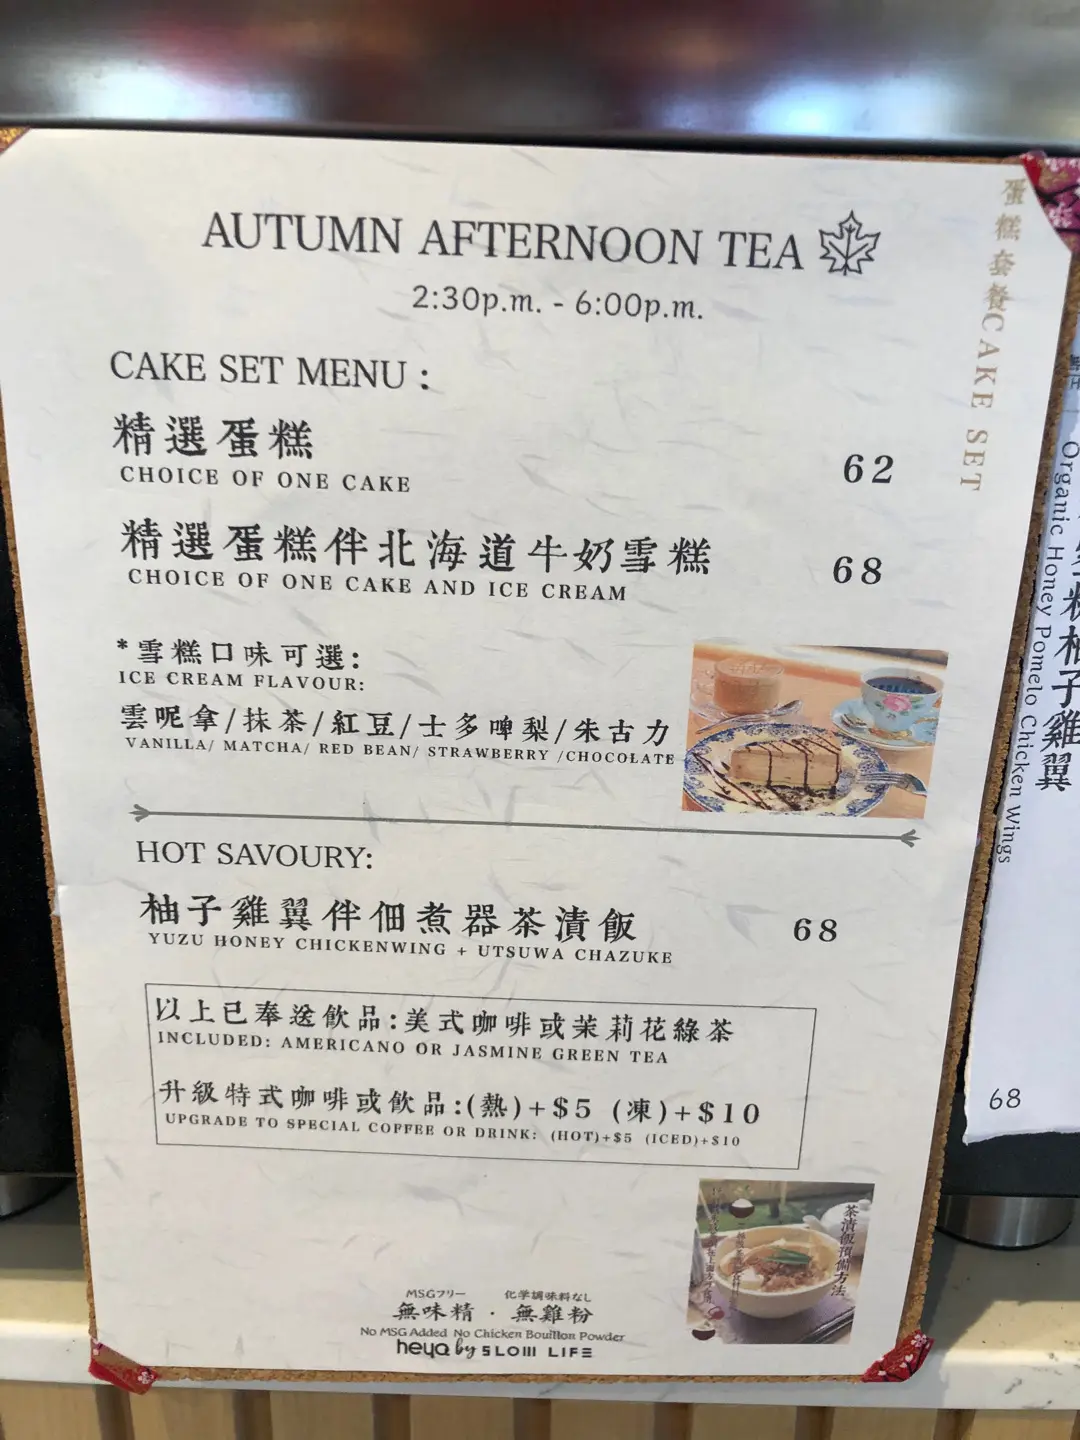 AUTUMN AFTERNOON TEA
2:30p.m. - 6:00p.m.
蛋糕套餐CAKE SET
CAKE SET MENU :
精選蛋糕
CHOICE OF ONE CAKE
62
精選蛋糕伴北海道牛奶雪糕
CHOICE OF ONE CAKE AND ICE CREAM
68
*雪糕口味可選:
ICE CREAM FLAVOUR:
雲呢拿/抹茶/紅豆/士多啤梨/朱古力
VANILLA/ MATCHA/ RED BEAN/ STRAWBERRY /CHOCOLATE
HOT SAVOURY:
柚子雞翼伴佃煮器茶漬飯
68
YUZU HONEY CHICKENWING + UTSUWA CHAZUKE
以上已奉送飲品:美式咖啡或茉莉花綠茶
INCLUDED: AMERICANO OR JASMINE GREEN TEA
升級特式咖啡或飲品:(熱)+$5 (凍)+$10
UPGRADE TO SPECIAL COFFEE OR DRINK: (HOT)+$5 (ICED)+$10
茶漬飯預備方法
MSGフリー 化学調味料なし
無味精 · 無雞粉
No MSG Added No Chicken Bouillon Powder
heya by SLOW LIFE
柚子雞翼
Organic Honey Pomelo Chicken Wings
68